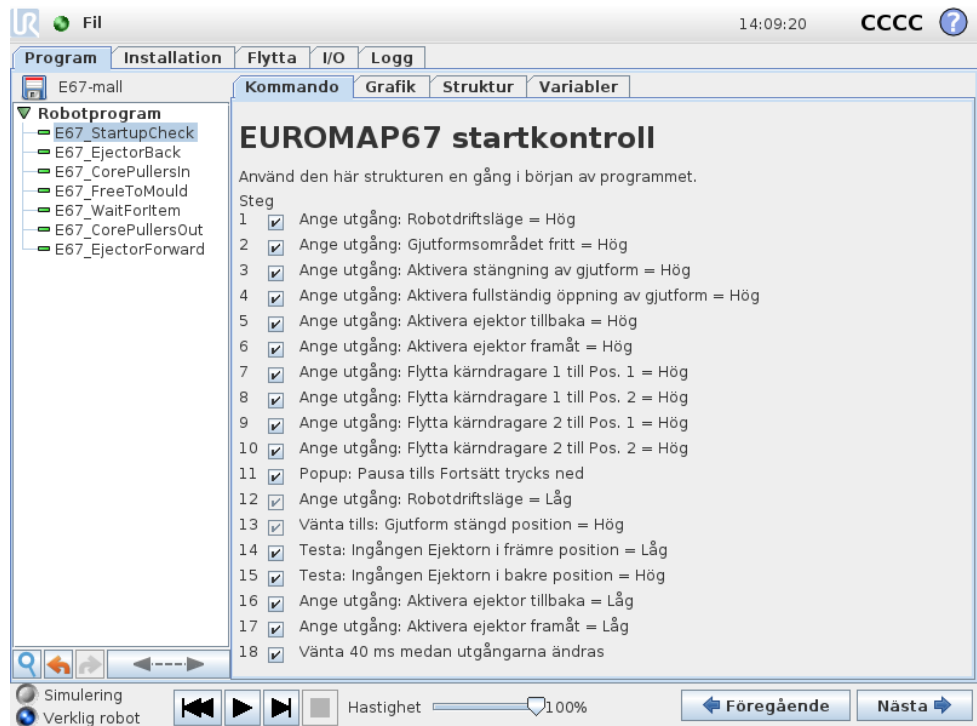 UR Fil 14:09:20 CCCC ?
Program Installation Flytta I/O Logg
E67-mall
Kommando Grafik Struktur Variabler
Robotprogram
E67_StartupCheck
E67_EjectorBack
E67_CorePullersIn
E67_FreeToMould
E67_WaitForItem
E67_CorePullersOut
E67_EjectorForward
EUROMAP67 startkontroll
Använd den här strukturen en gång i början av programmet.
Steg
1 Ange utgång: Robotdriftsläge = Hög
2 Ange utgång: Gjutformsområdet fritt = Hög
3 Ange utgång: Aktivera stängning av gjutform = Hög
4 Ange utgång: Aktivera fullständig öppning av gjutform = Hög
5 Ange utgång: Aktivera ejektor tillbaka = Hög
6 Ange utgång: Aktivera ejektor framåt = Hög
7 Ange utgång: Flytta kärndragare 1 till Pos. 1 = Hög
8 Ange utgång: Flytta kärndragare 1 till Pos. 2 = Hög
9 Ange utgång: Flytta kärndragare 2 till Pos. 1 = Hög
10 Ange utgång: Flytta kärndragare 2 till Pos. 2 = Hög
11 Popup: Pausa tills Fortsätt trycks ned
12 Ange utgång: Robotdriftsläge = Låg
13 Vänta tills: Gjutform stängd position = Hög
14 Testa: Ingången Ejektorn i främre position = Låg
15 Testa: Ingången Ejektorn i bakre position = Hög
16 Ange utgång: Aktivera ejektor tillbaka = Låg
17 Ange utgång: Aktivera ejektor framåt = Låg
18 Vänta 40 ms medan utgångarna ändras
Simulering
Verklig robot
Hastighet 100%
Föregående
Nästa